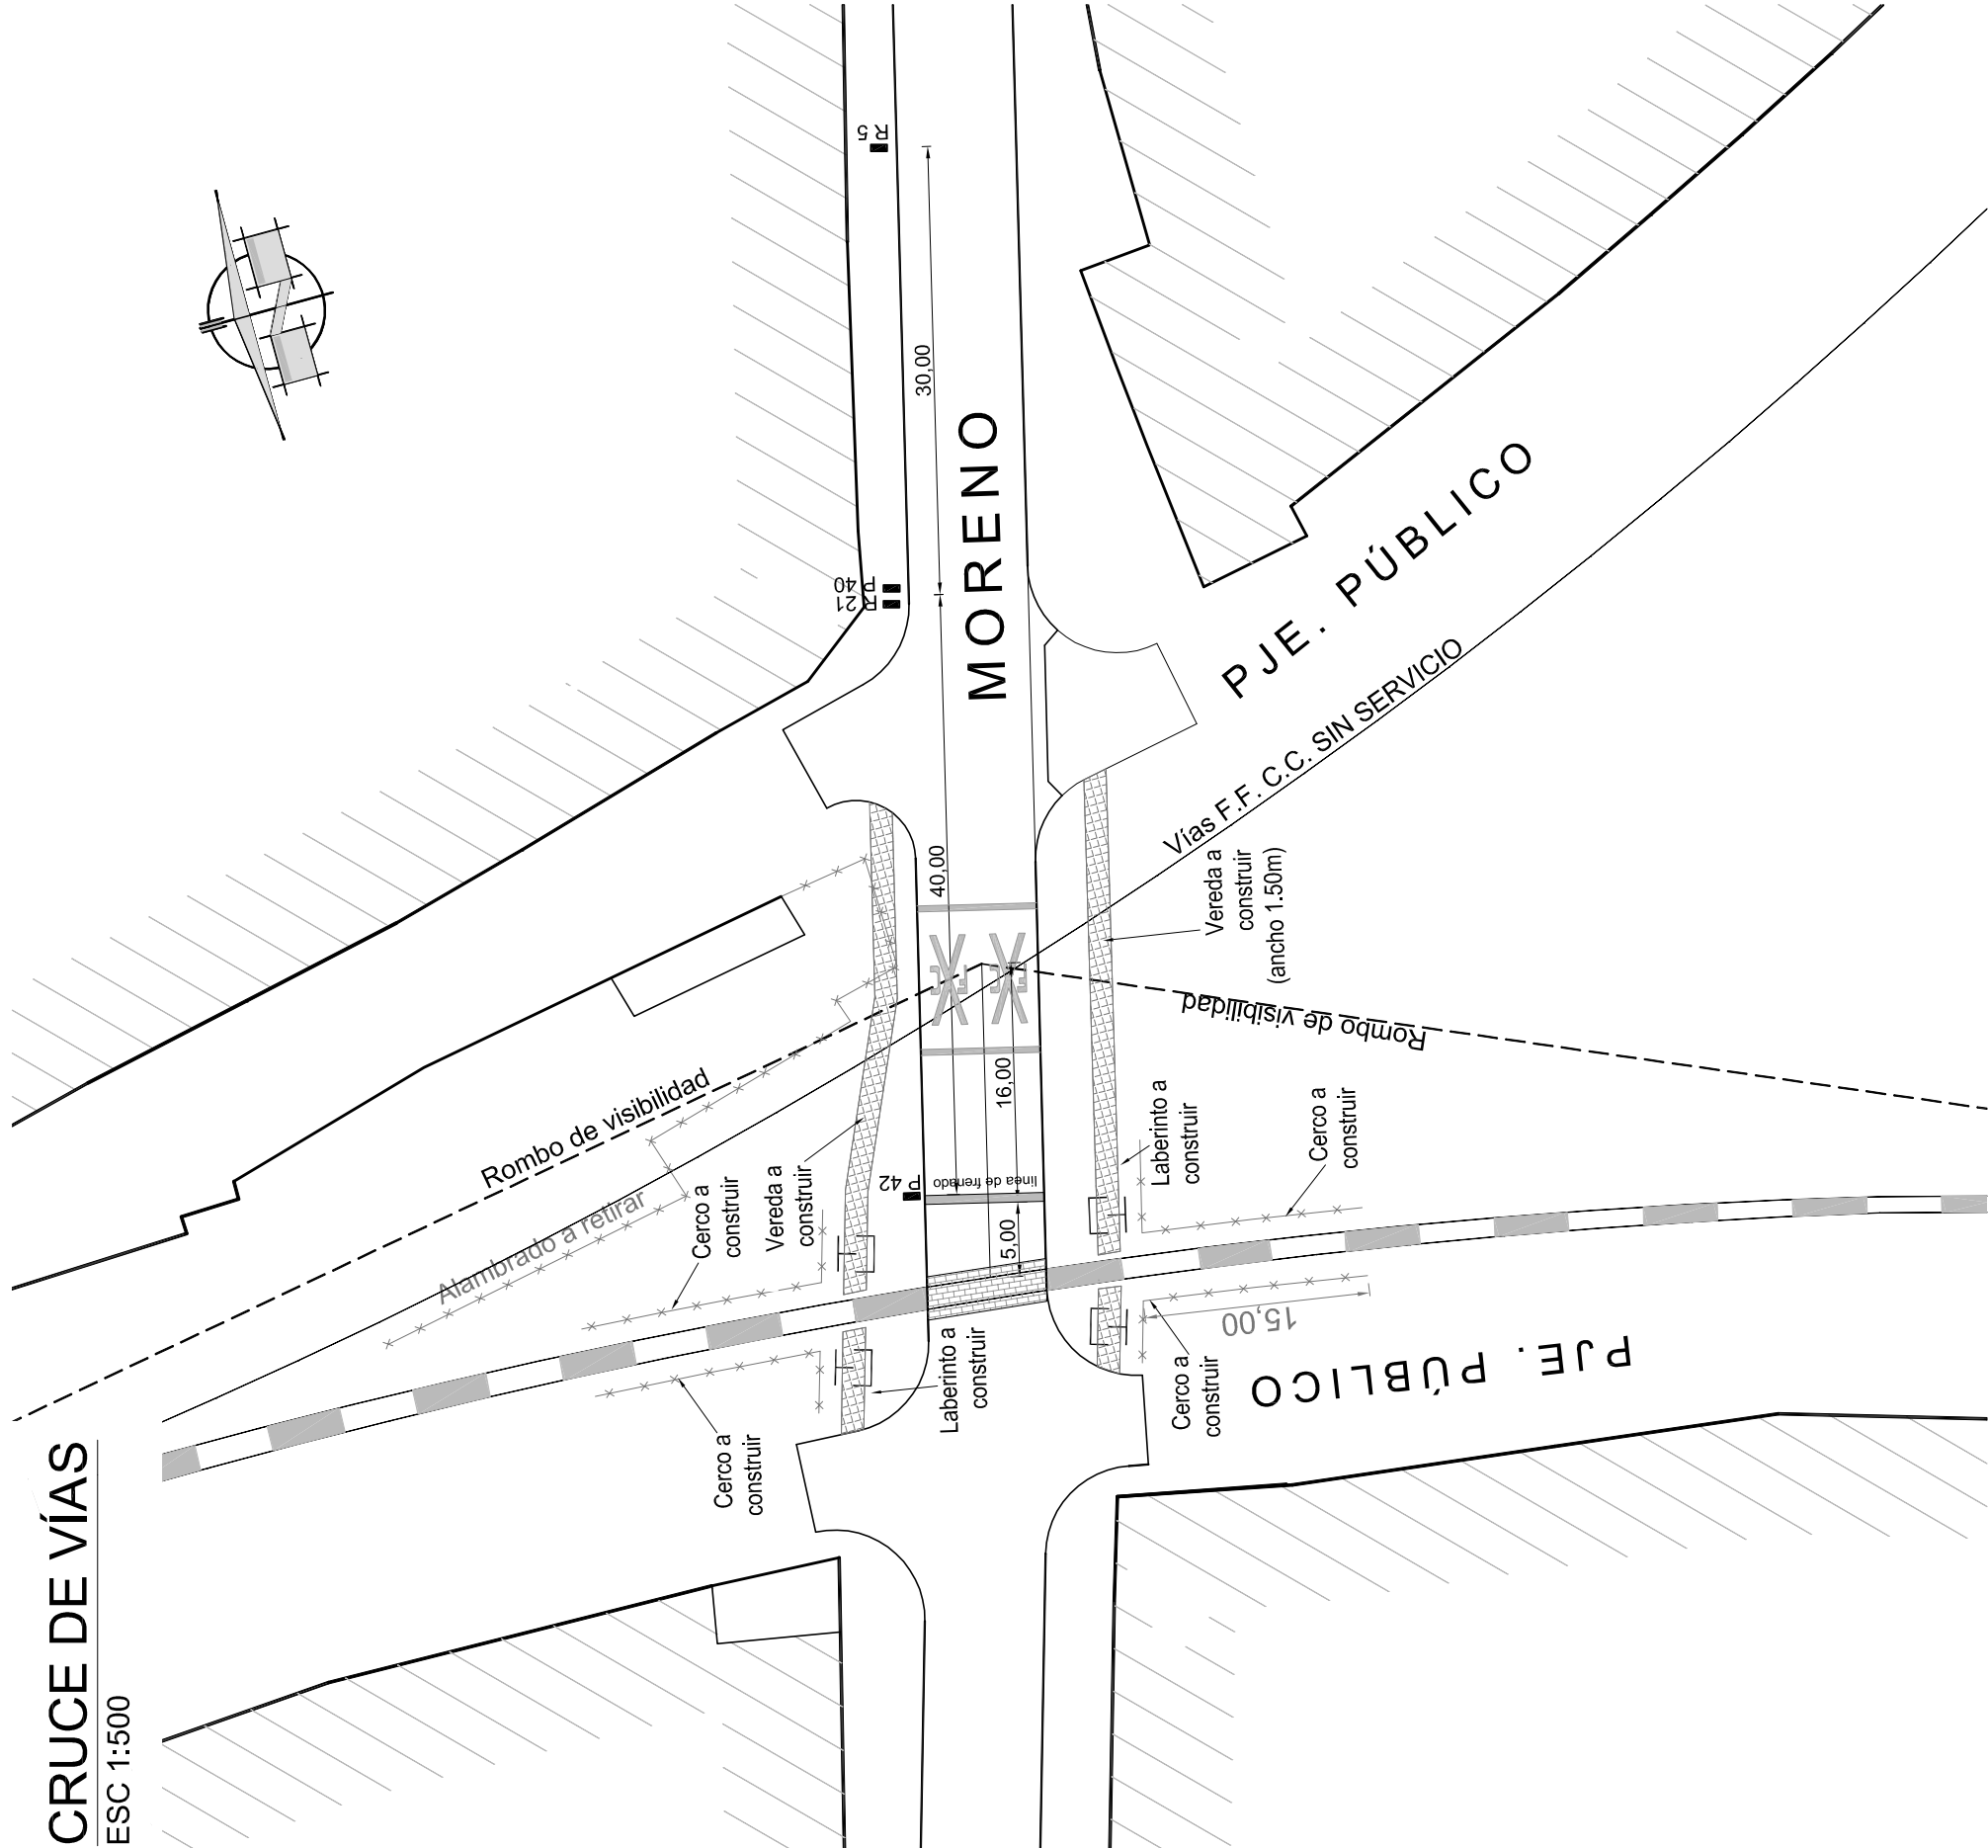 CRUCE DE VÍAS
ESC 1:500
R 5
30,00
MORENO
P 40
R 21
PJE. PÚBLICO
Vías F.F. C.C. SIN SERVICIO
40,00
Vereda a
construir
(ancho 1.50m)
FC
FC
Rombo de visibilidad
Rombo de visibilidad
16,00
Alambrado a retirar
Cerco a
construir
Vereda a
construir
P 42
linea de frenado
Laberinto a
construir
Cerco a
construir
5,00
15,00
Cerco a
construir
Laberinto a
construir
Cerco a
construir
PJE. PÚBLICO